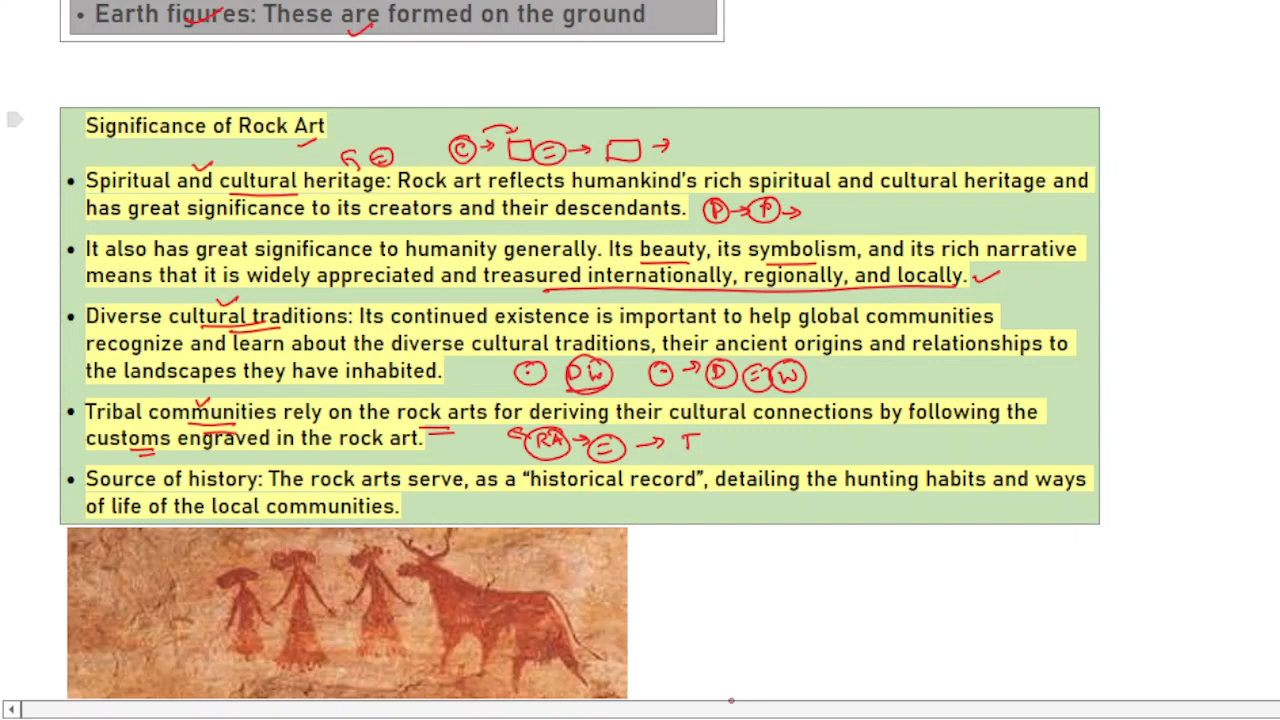 • Earth figures: These are formed on the ground
Significance of Rock Art
• Spiritual and cultural heritage: Rock art reflects humankind's rich spiritual and cultural heritage and
has great significance to its creators and their descendants.
• It also has great significance to humanity generally. Its beauty, its symbolism, and its rich narrative
means that it is widely appreciated and treasured internationally, regionally, and locally.
• Diverse cultural traditions: Its continued existence is important to help global communities
recognize and learn about the diverse cultural traditions, their ancient origins and relationships to
the landscapes they have inhabited.
• Tribal communities rely on the rock arts for deriving their cultural connections by following the
customs engraved in the rock art.
• Source of history: The rock arts serve, as a “historical record”, detailing the hunting habits and ways
of life of the local communities.